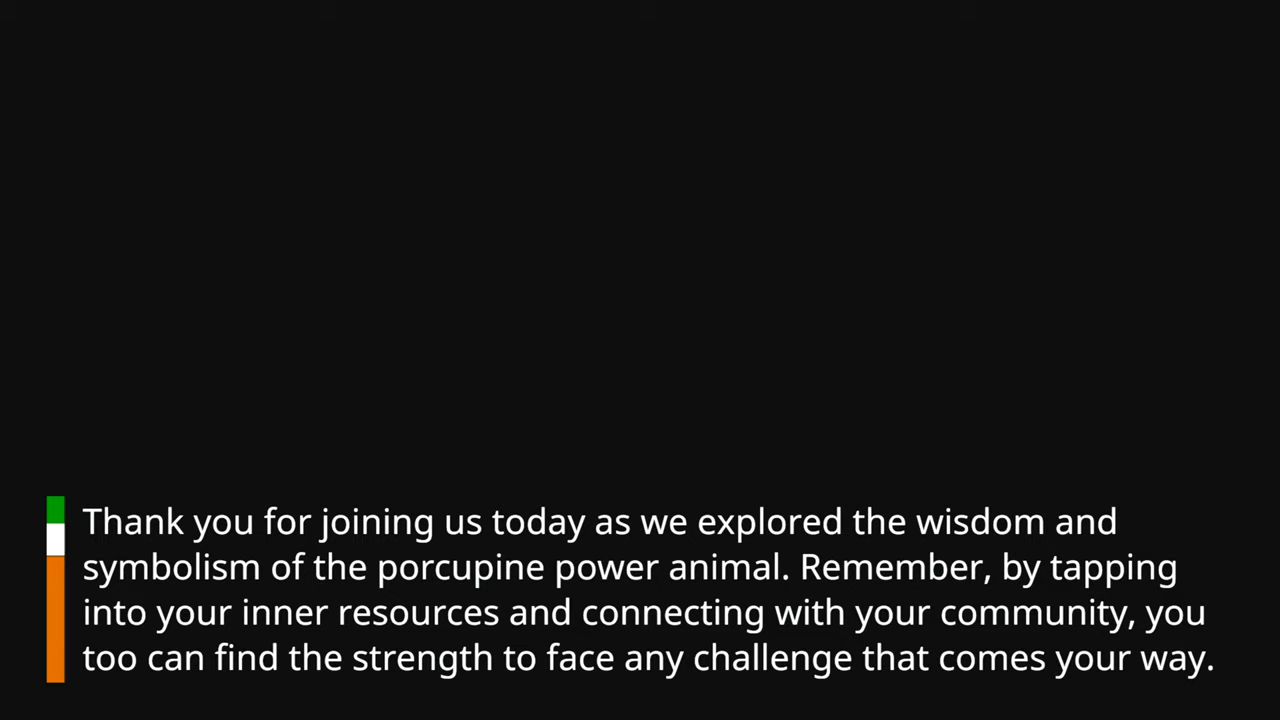 Thank you for joining us today as we explored the wisdom and
symbolism of the porcupine power animal. Remember, by tapping
into your inner resources and connecting with your community, you
too can find the strength to face any challenge that comes your way.